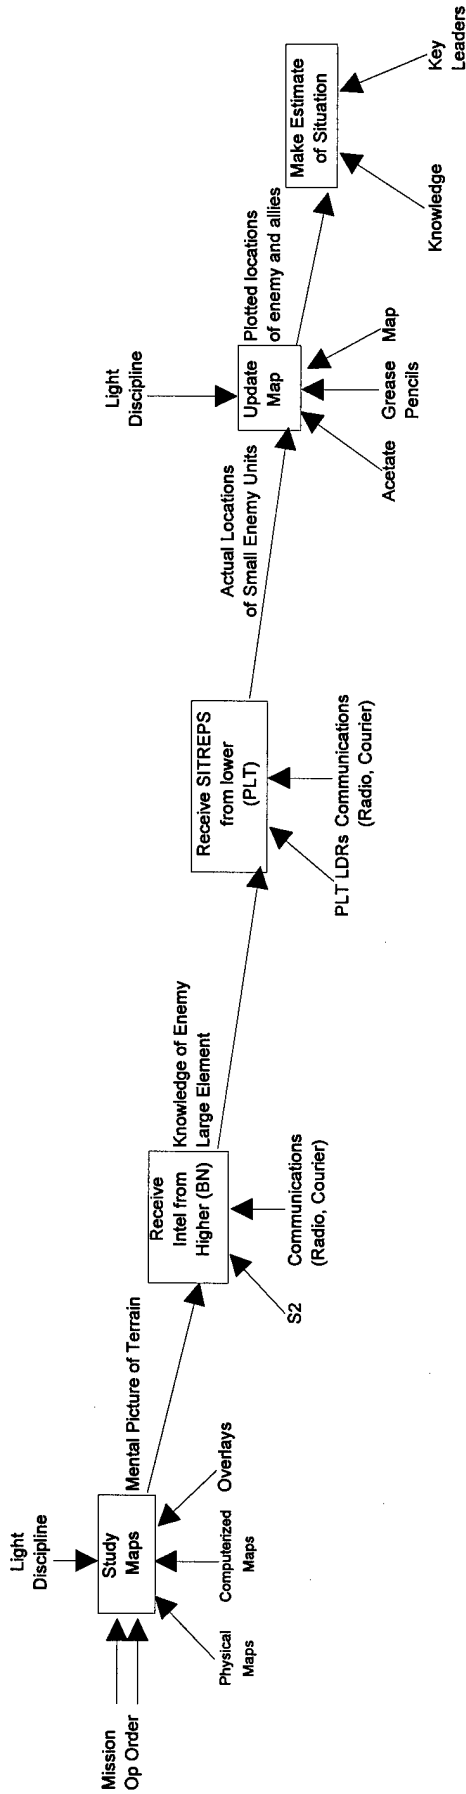 Mission
Op Order
Light
Discipline
Study
Maps
Physical
Maps
Computerized
Maps
Overlays
Mental Picture of Terrain
Receive
Intel from
Higher (BN)
S2
Communications
(Radio, Courier)
Knowledge of Enemy
Large Element
Receive SITREPS
from lower
(PLT)
PLT LDRs
Communications
(Radio, Courier)
Actual Locations
of Small Enemy Units
Light
Discipline
Update
Map
Acetate
Grease
Pencils
Map
Plotted locations
of enemy and allies
Make Estimate
of Situation
Knowledge
Key
Leaders